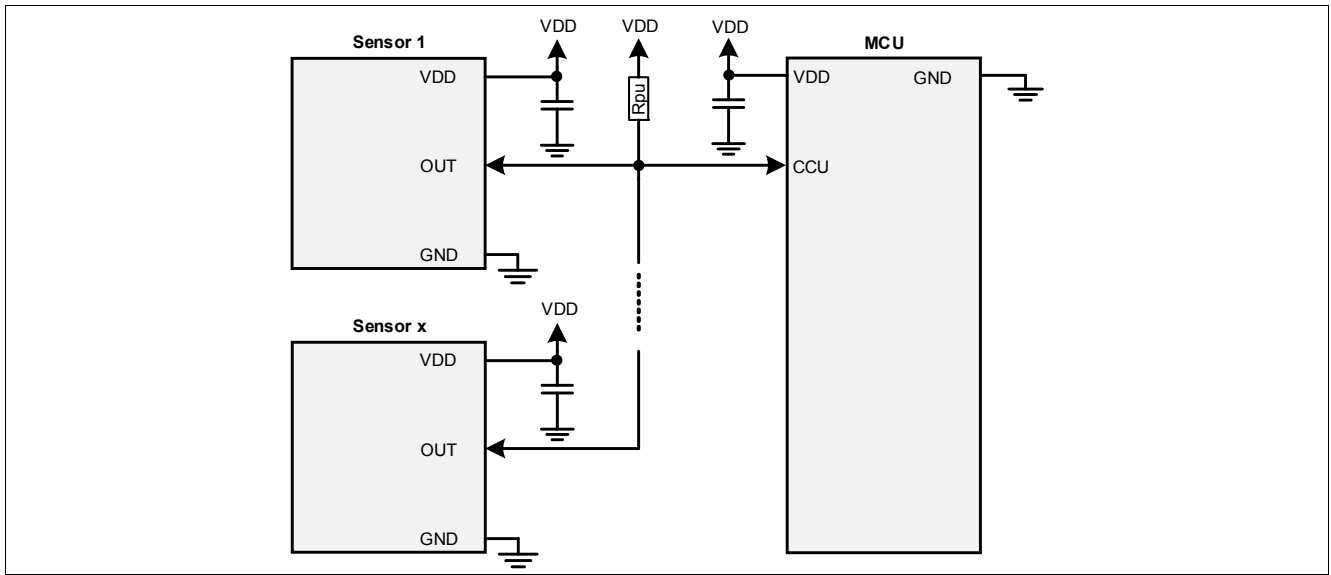 VDD
VDD
VDD
Sensor 1
MCU
VDD
VDD
GND
Rpu
OUT
CCU
GND
VDD
Sensor x
VDD
OUT
GND